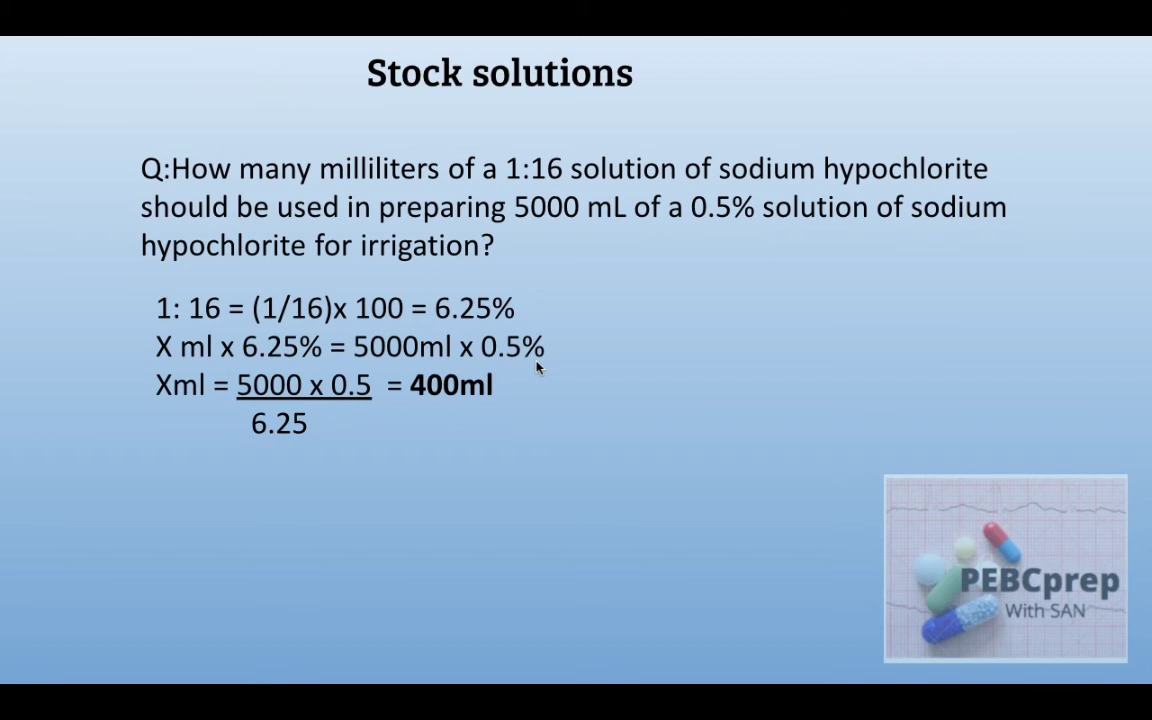 Stock solutions
Q:How many milliliters of a 1:16 solution of sodium hypochlorite
should be used in preparing 5000 mL of a 0.5% solution of sodium
hypochlorite for irrigation?
1: 16 = (1/16)x 100 = 6.25%
X ml x 6.25% = 5000ml x 0.5%
Xml = 5000 x 0.5 = 400ml
6.25
PEBCprep
With SAN